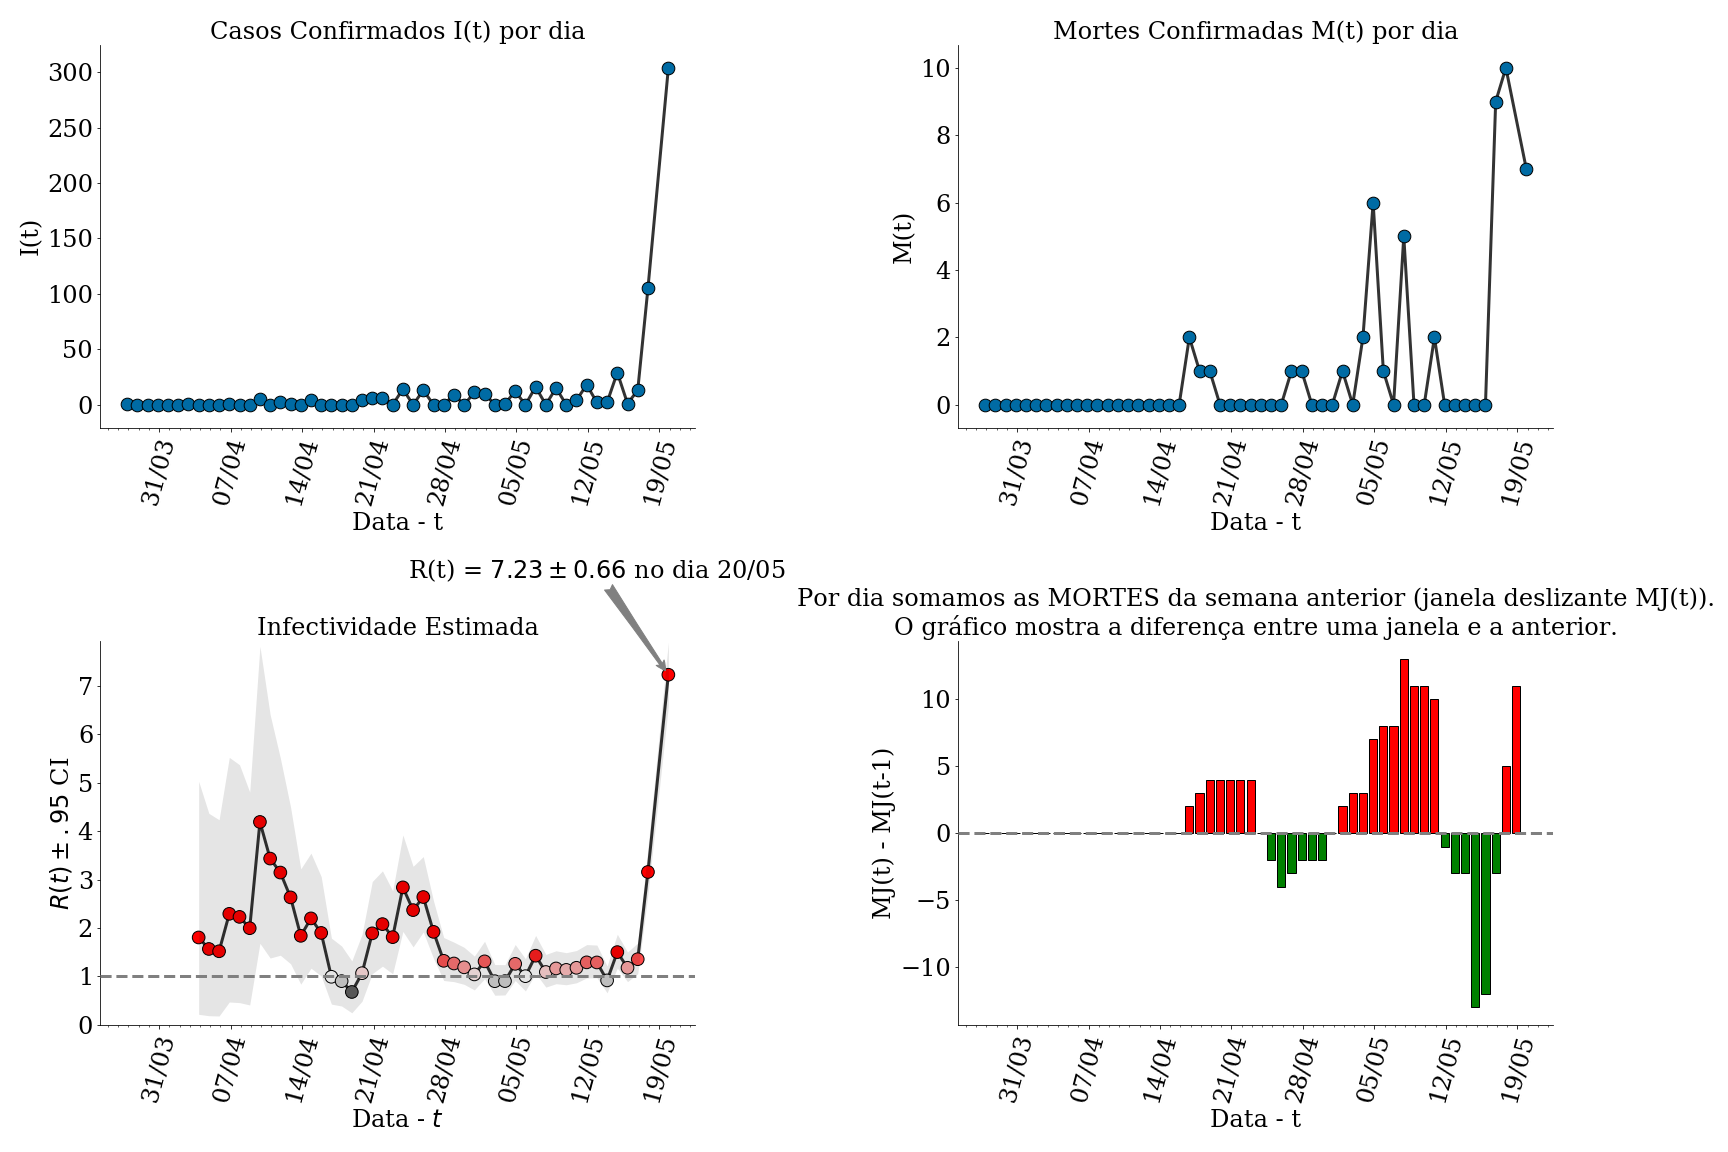 Casos Confirmados I(t) por dia
I(t)
300
250
200
150
100
50
0
31/03 07/04 14/04 21/04 28/04 05/05 12/05 19/05
Data - t
Mortes Confirmadas M(t) por dia
M(t)
10
8
6
4
2
0
31/03 07/04 14/04 21/04 28/04 05/05 12/05 19/05
Data - t
R(t) = 7.23 ± 0.66 no dia 20/05
Infectividade Estimada
R(t) ± .95 CI
7
6
5
4
3
2
1
0
31/03 07/04 14/04 21/04 28/04 05/05 12/05 19/05
Data - t
Por dia somamos as MORTES da semana anterior (janela deslizante MJ(t)).
O gráfico mostra a diferença entre uma janela e a anterior.
MJ(t) - MJ(t-1)
10
5
0
−5
−10
31/03 07/04 14/04 21/04 28/04 05/05 12/05 19/05
Data - t